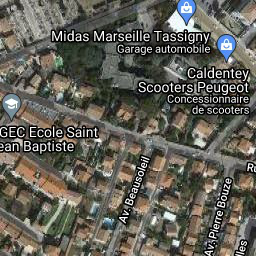 Midas Marseille Tassigny
Garage automobile
Caldentey
Scooters Peugeot
Concessionnaire
de scooters
GEC Ecole Saint
ean Baptiste
Av. Beausoleil
Av. Pierre Bouze
R
lles